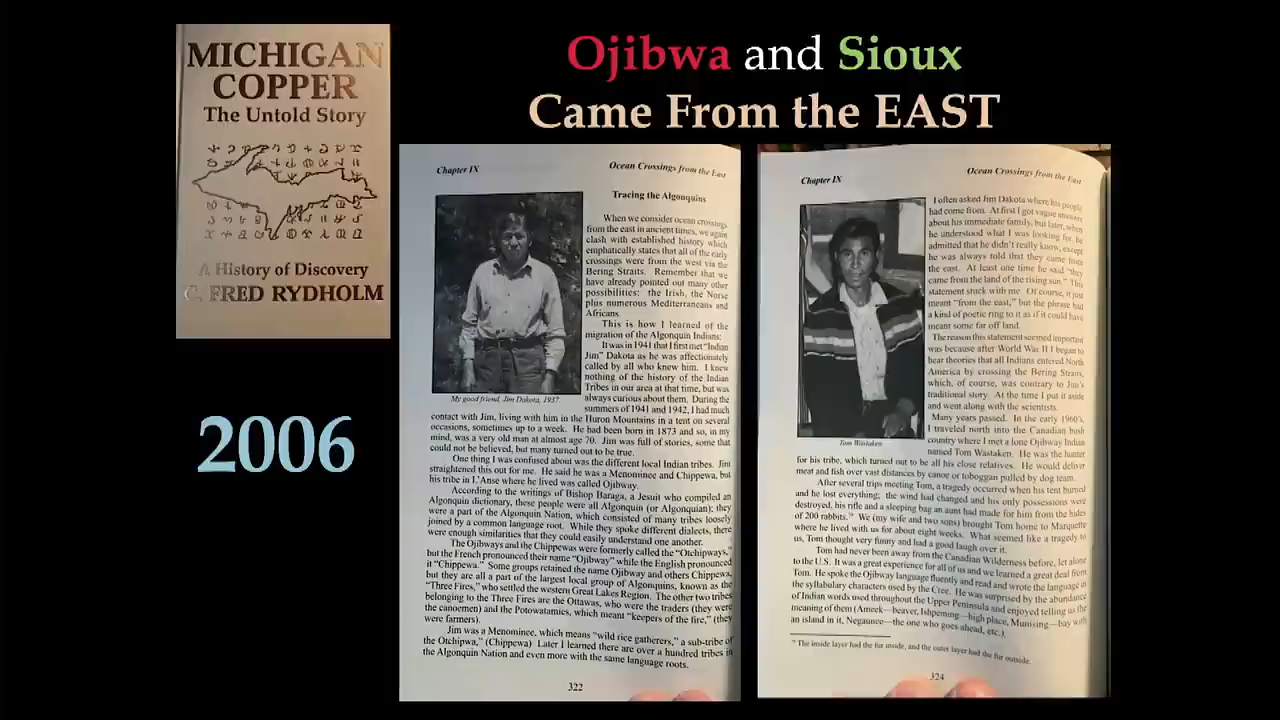 MICHIGAN
COPPER
The Untold Story
A History of Discovery
C. FRED RYDHOLM
2006
Ojibwa and Sioux
Came From the EAST
Chapter IX
Ocean Crossings from the East
Tracing the Algonquins
When we consider ocean crossings
from the east in ancient times, we again
clash with established history which
emphatically states that all of the early
crossings were from the west via the
Bering Straits. Remember that we
have already pointed out many other
possibilities: the Irish, the Norse
plus numerous Mediterraneans and
Africans.
This is how I learned of the
migration of the Algonquin Indians:
It was in 1941 that I first met "Indian
Jim" Dakota as he was affectionately
called by all who knew him. I knew
nothing of the history of the Indian
Tribes in our area at that time, but was
always curious about them. During the
summers of 1941 and 1942, I had much
My good friend, Jim Dakota, 1937.
contact with Jim, living with him in the Huron Mountains in a tent on several
occasions, sometimes up to a week. He had been born in 1873 and so, in my
mind, was a very old man at almost age 70. Jim was full of stories, some that
could not be believed, but many turned out to be true.
One thing I was confused about was the different local Indian tribes. Jim
straightened this out for me. He said he was a Menominee and Chippewa, but
his tribe in L'Anse where he lived was called Ojibway.
According to the writings of Bishop Baraga, a Jesuit who compiled an
Algonquin dictionary, these people were all Algonquin (or Algonquian); they
were a part of the Algonquin Nation, which consisted of many tribes loosely
joined by a common language root. While they spoke different dialects, there
were enough similarities that they could easily understand one another.
The Ojibways and the Chippewas were formerly called the "Otchipways,"
but the French pronounced their name "Ojibway" while the English pronounced
it "Chippewa." Some groups retained the name Ojibway and others Chippewa,
but they are all a part of the largest local group of Algonquins, known as the
"Three Fires," who settled the western Great Lakes Region. The other two tribes
belonging to the Three Fires are the Ottawas, who were the traders (they were
the canoemen) and the Potowatamics, which meant "keepers of the fire," (they
were farmers).
Jim was a Menominee, which means "wild rice gatherers," a sub-tribe of
the Otchipwa," (Chippewa) Later I learned there are over a hundred tribes in
the Algonquin Nation and even more with the same language roots.
322
Chapter IX
Ocean Crossings from the East
I often asked Jim Dakota where his people
had come from. At first I got vague answers
about his immediate family, but later, when
he understood what I was looking for, he
admitted that he didn't really know, except
he was always told that they came from
the east. At least one time he said "they
came from the land of the rising sun." This
statement stuck with me. Of course, it just
meant "from the east," but the phrase had
a kind of poetic ring to it as if it could have
meant some far off land.
The reason this statement seemed important
was because after World War II I began to
hear theories that all Indians entered North
America by crossing the Bering Straits,
which, of course, was contrary to Jim's
traditional story. At the time I put it aside
and went along with the scientists.
Many years passed. In the early 1960's,
I traveled north into the Canadian bush
country where I met a lone Ojibway Indian
named Tom Wastaken. He was the hunter
Tom Wastaken
for his tribe, which turned out to be all his close relatives. He would deliver
meat and fish over vast distances by canoe or toboggan pulled by dog team.
After several trips meeting Tom, a tragedy occurred when his tent burned
and he lost everything; the wind had changed and his only possessions were
destroyed, his rifle and a sleeping bag an aunt had made for him from the hides
of 200 rabbits. We (my wife and two sons) brought Tom home to Marquette
where he lived with us for about eight weeks. What seemed like a tragedy to
us, Tom thought very funny and had a good laugh over it.
Tom had never been away from the Canadian Wilderness before, let alone
to the U.S. It was a great experience for all of us and we learned a great deal from
Tom. He spoke the Ojibway language fluently and read and wrote the language in
the syllabary characters used by the Cree. He was surprised by the abundance
of Indian words used throughout the Upper Peninsula and enjoyed telling us the
meaning of them (Ameek—beaver, Ishpeming—high place, Munising—bay with
an island in it, Negaunee—the one who goes ahead, etc.).
The inside layer had the fur inside, and the outer layer had the fur outside.
324